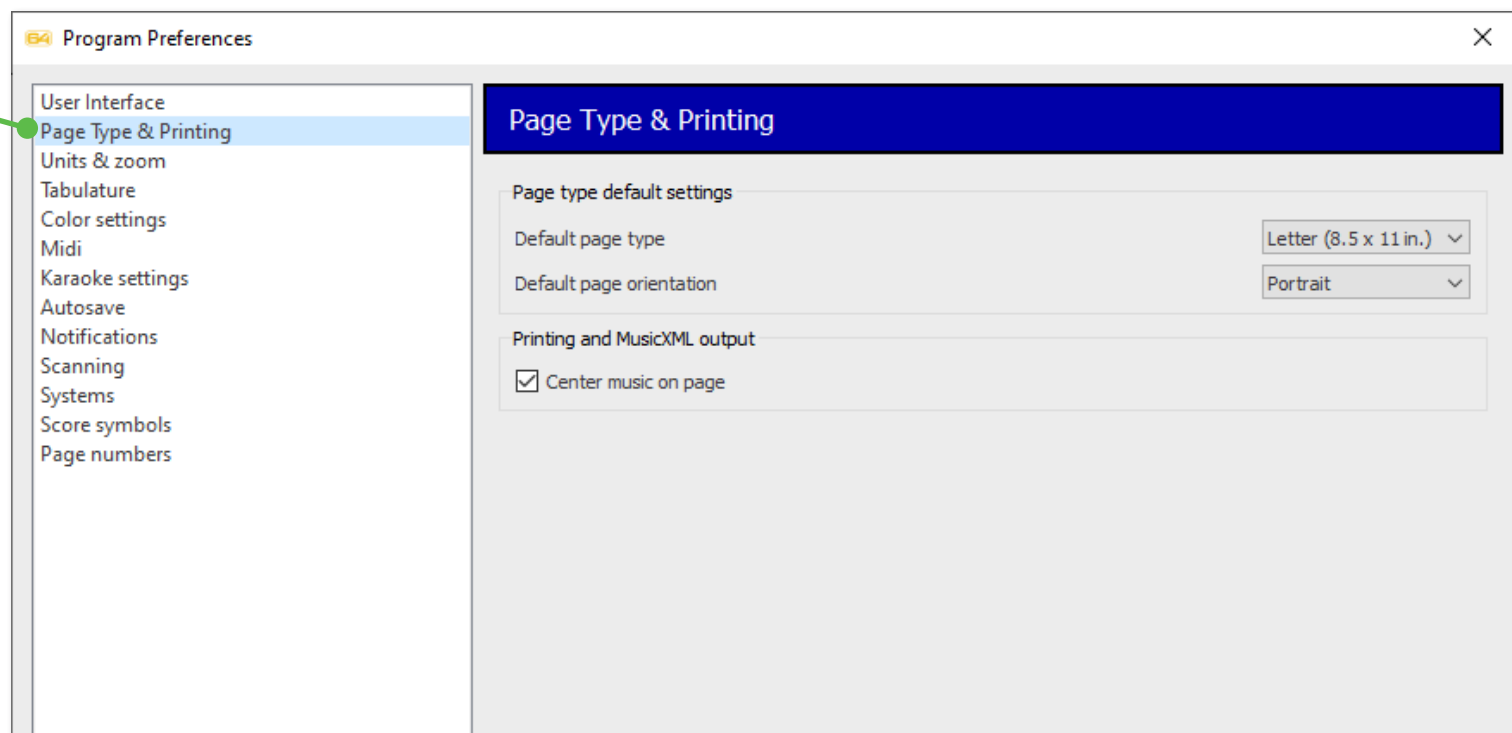 64 Program Preferences
User Interface
Page Type & Printing
Units & zoom
Tabulature
Color settings
Midi
Karaoke settings
Autosave
Notifications
Scanning
Systems
Score symbols
Page numbers
Page Type & Printing
Page type default settings
Default page type Letter (8.5 x 11 in.)
Default page orientation Portrait
Printing and MusicXML output
Center music on page